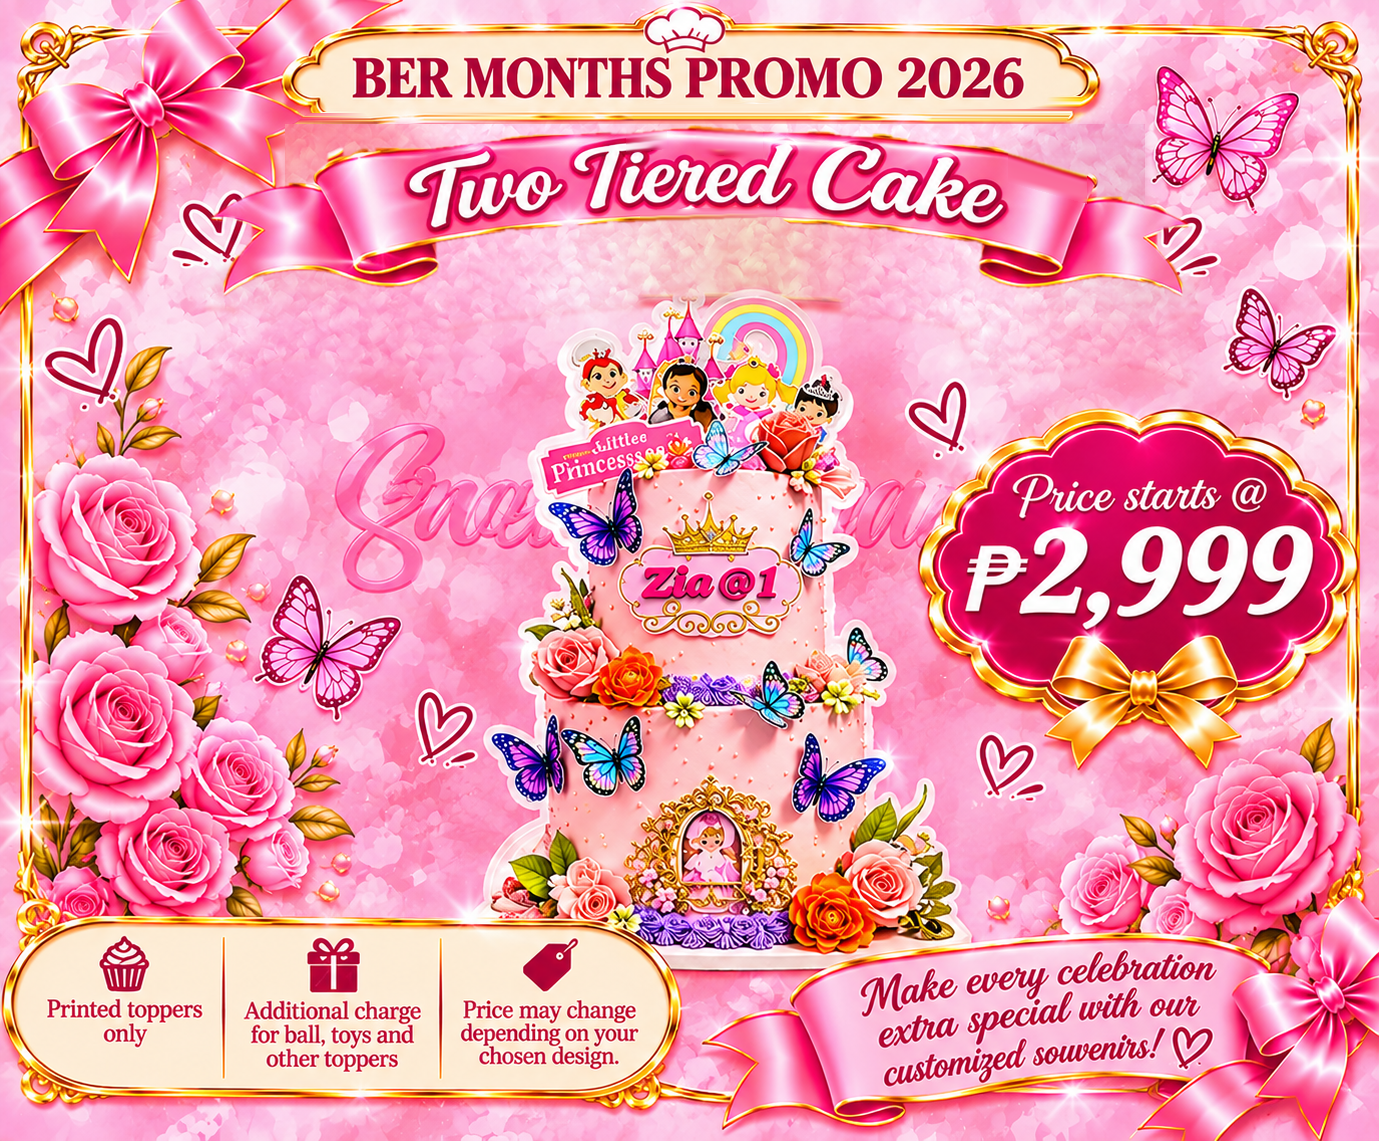 BER MONTHS PROMO 2026
Two Tiered Cake
Little
Princesses
Zia @ 1
Price starts @
₱2,999
Printed toppers
only
Additional charge
for ball, toys and
other toppers
Price may change
depending on your
chosen design.
Make every celebration
extra special with our
customized souvenirs!